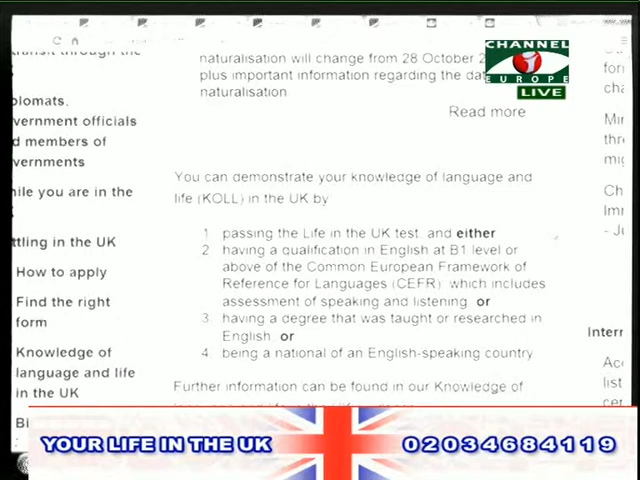 transit through the
plomats,
vernment officials
d members of
vernments
hile you are in the
ttling in the UK
How to apply
Find the right
form
Knowledge of
language and life
in the UK
naturalisation will change from 28 October
plus important information regarding the
naturalisation
Read more
You can demonstrate your knowledge of language and
life (KOLL) in the UK by
1 passing the Life in the UK test, and either
2 having a qualification in English at B1 level or
above of the Common European Framework of
Reference for Languages (CEFR) which includes
assessment of speaking and listening or
3. having a degree that was taught or researched in
English or
4. being a national of an English-speaking country
Further information can be found in our Knowledge of
CHANNEL
i
EUROPE
LIVE
YOUR LIFE IN THE UK
02034684119